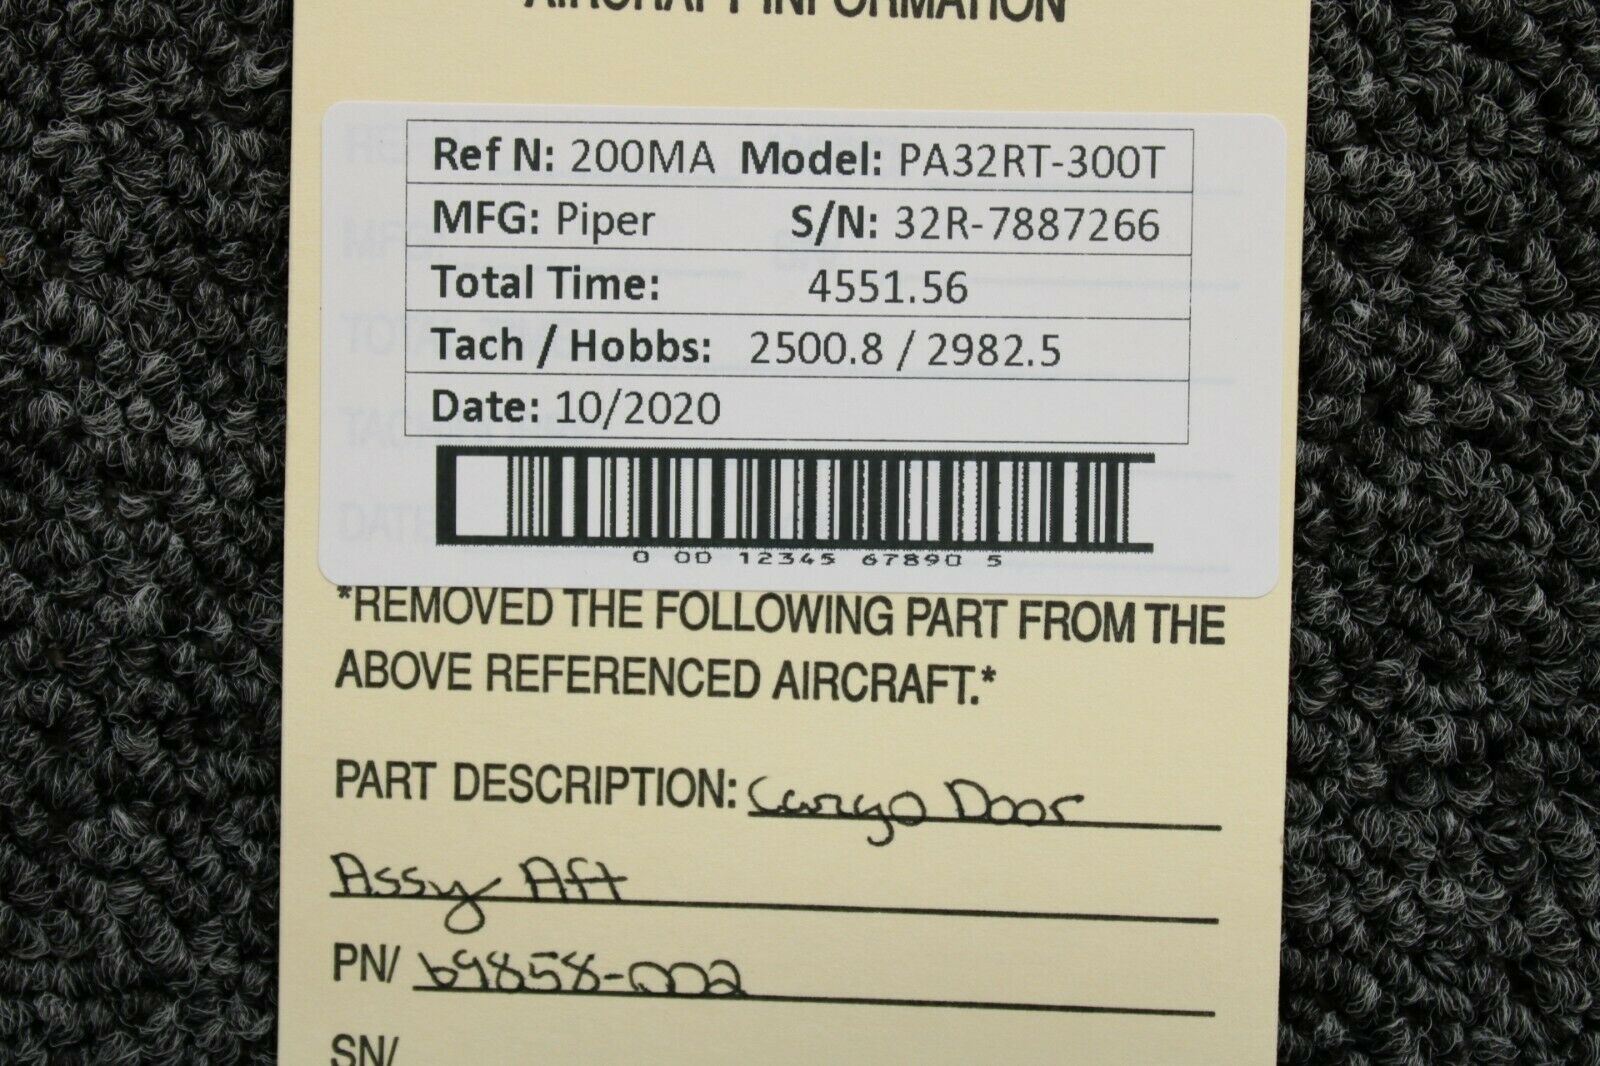 AIRCRAFT INFORMATION
Ref N: 200MA Model: PA32RT-300T
MFG: Piper S/N: 32R-7887266
Total Time: 4551.56
Tach / Hobbs: 2500.8 / 2982.5
Date: 10/2020
0 00 12345 67890 5
*REMOVED THE FOLLOWING PART FROM THE
ABOVE REFERENCED AIRCRAFT.*
PART DESCRIPTION: Cargo Door
Assy Aft
PN/ 69858-002
SN/